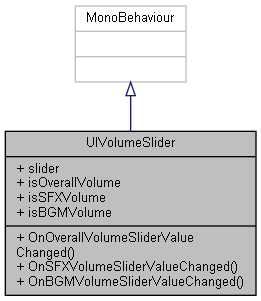 MonoBehaviour
UIVolumeSlider
+ slider
+ isOverallVolume
+ isSFXVolume
+ isBGMVolume
+ OnOverallVolumeSliderValue
Changed()
+ OnSFXVolumeSliderValueChanged()
+ OnBGMVolumeSliderValueChanged()